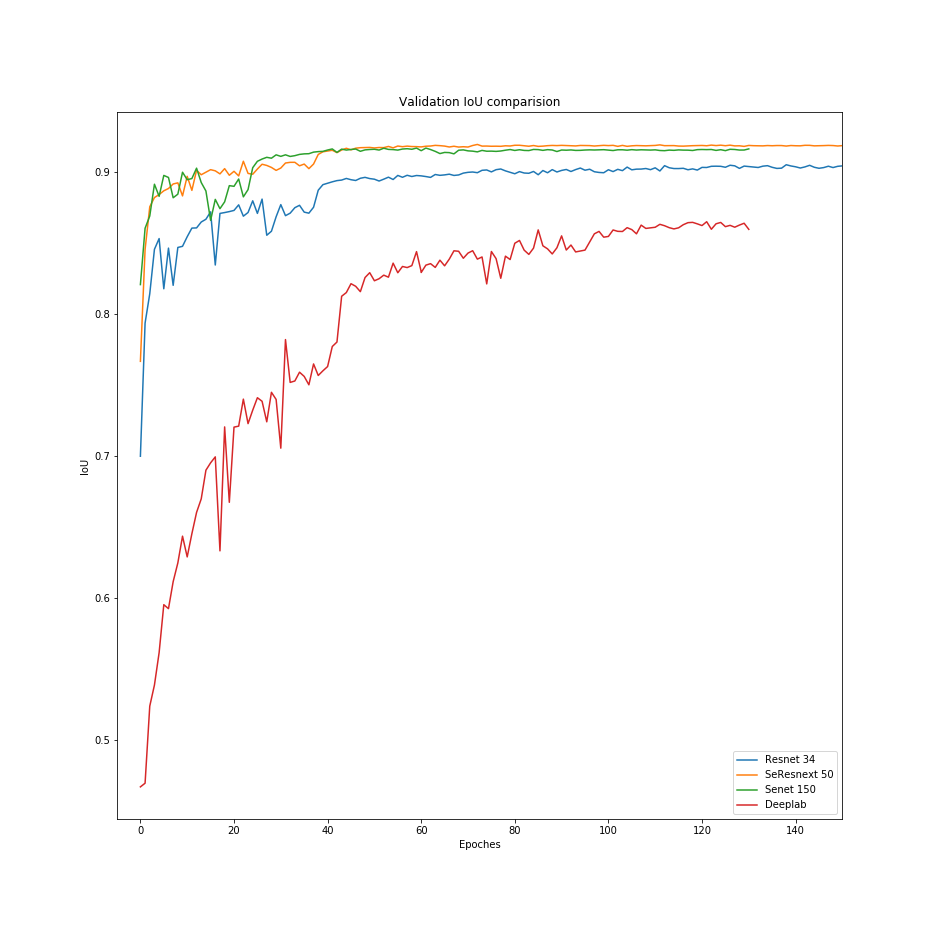 Validation IoU comparision
0.9
0.8
0.7
0.6
0.5
IoU
0 20 40 60 80 100 120 140
Epoches
Resnet 34
SeResnext 50
Senet 150
Deeplab